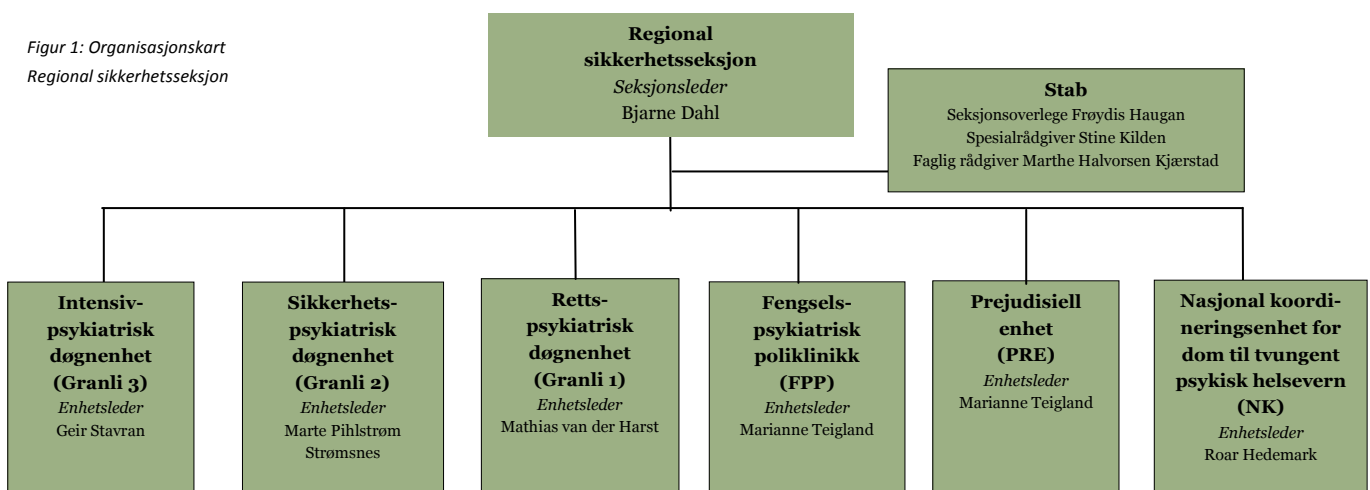 Figur 1: Organisasjonskart
Regional sikkerhetsseksjon
Regional
sikkerhetsseksjon
Seksjonsleder
Bjarne Dahl
Stab
Seksjonsoverlege Frøydis Haugan
Spesialrådgiver Stine Kilden
Faglig rådgiver Marthe Halvorsen Kjærstad
Intensiv-
psykiatrisk
døgnenhet
(Granli 3)
Enhetsleder
Geir Stavran
Sikkerhets-
psykiatrisk
døgnenhet
(Granli 2)
Enhetsleder
Marte Pihlstrøm
Strømsnes
Retts-
psykiatrisk
døgnenhet
(Granli 1)
Enhetsleder
Mathias van der Harst
Fengsels-
psykiatrisk
poliklinikk
(FPP)
Enhetsleder
Marianne Teigland
Prejudisiell
enhet
(PRE)
Enhetsleder
Marianne Teigland
Nasjonal koordi-
neringsenhet for
dom til tvungent
psykisk helsevern
(NK)
Enhetsleder
Roar Hedemark